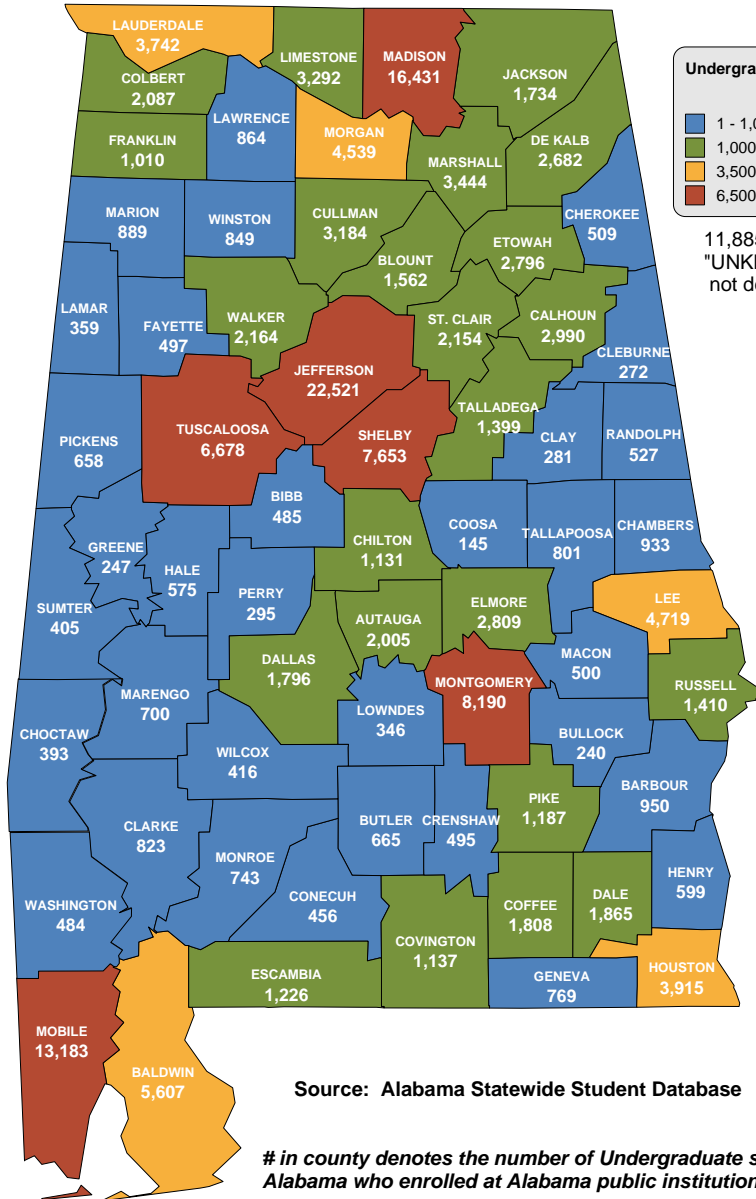 LAUDERDALE
3,742
LIMESTONE
3,292
MADISON
16,431
JACKSON
1,734
COLBERT
2,087
LAWRENCE
864
FRANKLIN
1,010
MORGAN
4,539
MARSHALL
3,444
DE KALB
2,682
MARION
889
WINSTON
849
CULLMAN
3,184
BLOUNT
1,562
ETOWAH
2,796
CHEROKEE
509
LAMAR
359
FAYETTE
497
WALKER
2,164
JEFFERSON
22,521
ST. CLAIR
2,154
CALHOUN
2,990
CLEBURNE
272
PICKENS
658
TUSCALOOSA
6,678
SHELBY
7,653
TALLADEGA
1,399
CLAY
281
RANDOLPH
527
BIBB
485
GREENE
247
HALE
575
CHILTON
1,131
COOSA
145
TALLAPOOSA
801
CHAMBERS
933
SUMTER
405
PERRY
295
AUTAUGA
2,005
ELMORE
2,809
LEE
4,719
DALLAS
1,796
MONTGOMERY
8,190
MACON
500
RUSSELL
1,410
MARENGO
700
CHOCTAW
393
WILCOX
416
LOWNDES
346
BULLOCK
240
BARBOUR
950
CLARKE
823
MONROE
743
BUTLER
665
CRENSHAW
495
PIKE
1,187
WASHINGTON
484
CONECUH
456
COFFEE
1,808
DALE
1,865
HENRY
599
ESCAMBIA
1,226
COVINGTON
1,137
GENEVA
769
HOUSTON
3,915
MOBILE
13,183
BALDWIN
5,607
Undergra
1 - 1,0
1,000
3,500
6,500
11,88
"UNK
not d
Source: Alabama Statewide Student Database
# in county denotes the number of Undergraduate s
Alabama who enrolled at Alabama public institution